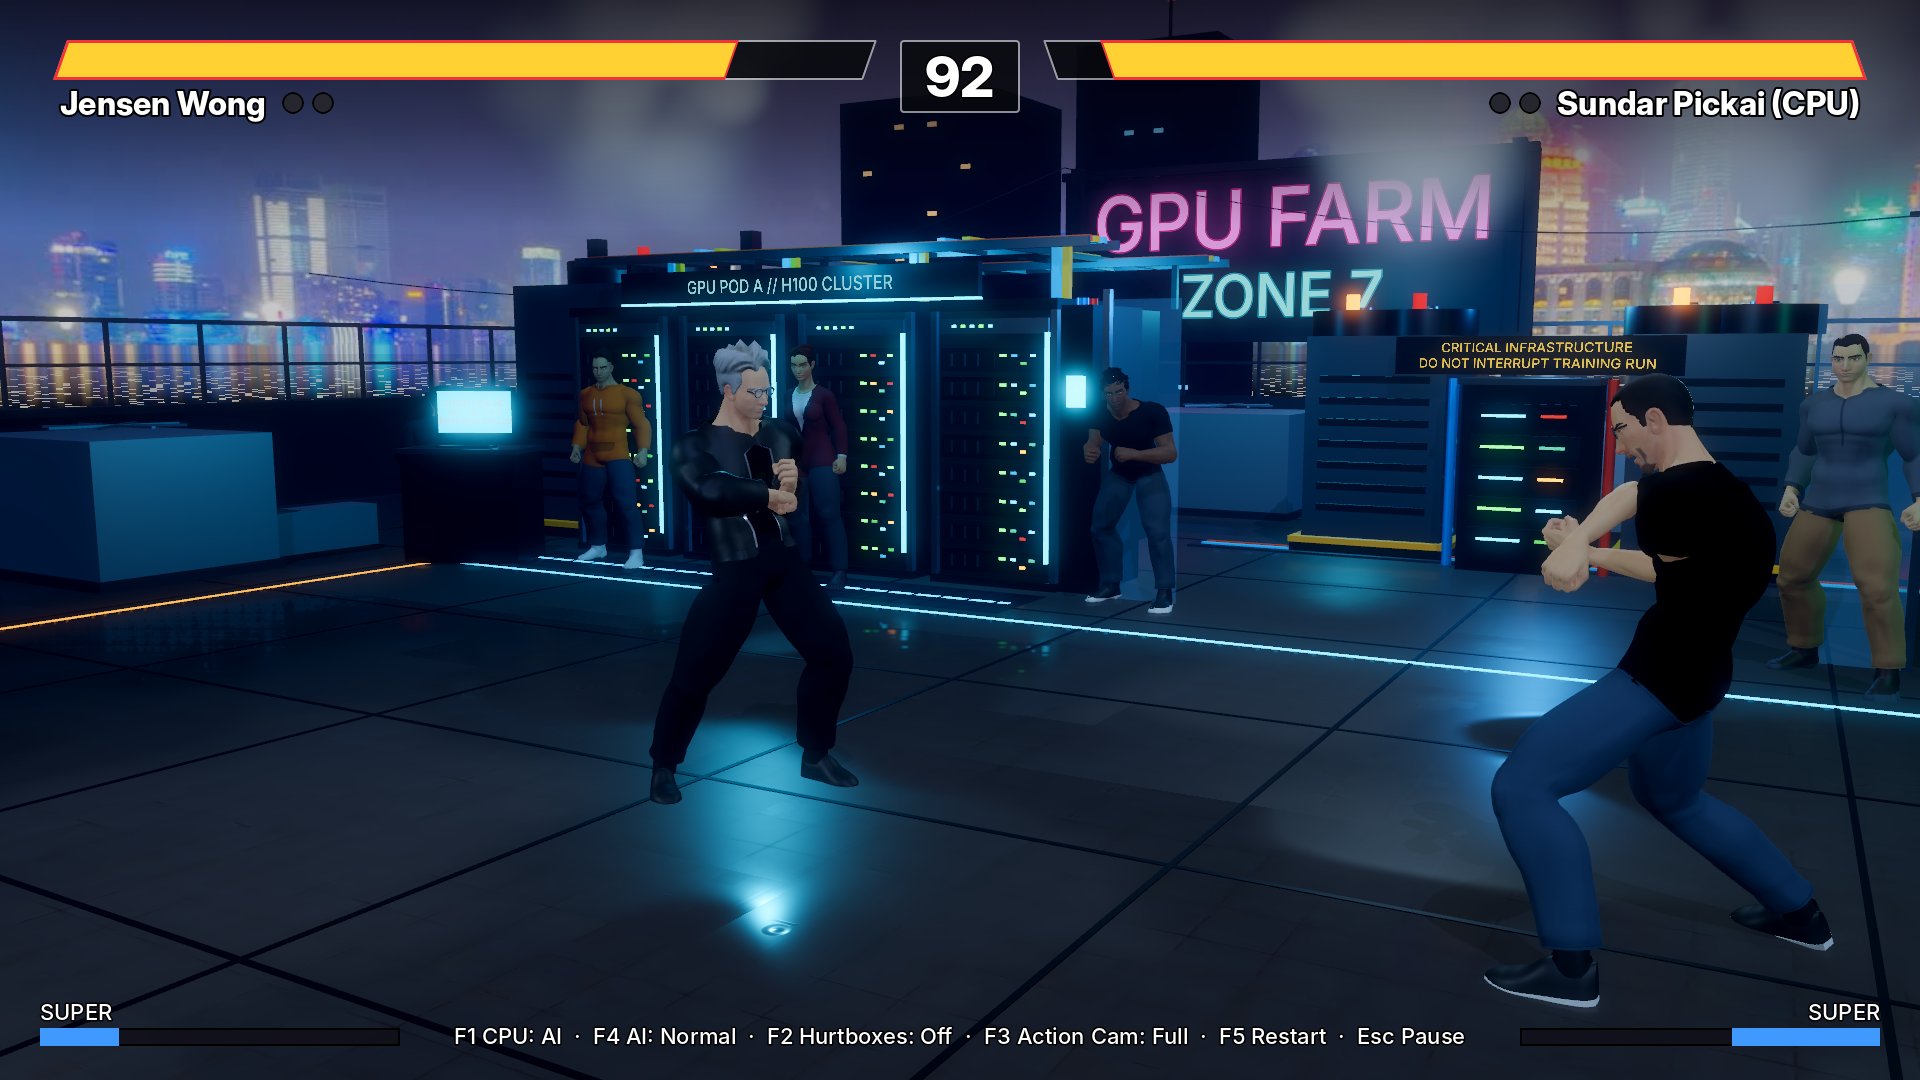 92
Jensen Wong
Sundar Pickai (CPU)
GPU FARM
ZONE 7
GPU POD A // H100 CLUSTER
CRITICAL INFRASTRUCTURE
DO NOT INTERRUPT TRAINING RUN
SUPER
SUPER
F1 CPU: AI · F4 AI: Normal · F2 Hurtboxes: Off · F3 Action Cam: Full · F5 Restart · Esc Pause